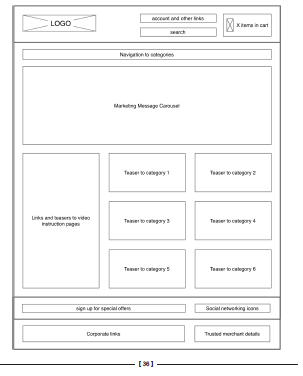 LOGO
account and other links
search
X items in cart
Navigation to categories
Marketing Message Carousel
Links and teasers to video
instruction pages
Teaser to category 1
Teaser to category 2
Teaser to category 3
Teaser to category 4
Teaser to category 5
Teaser to category 6
sign up for special offers
Social networking icons
Corporate links
Trusted merchant details
[ 36 ]